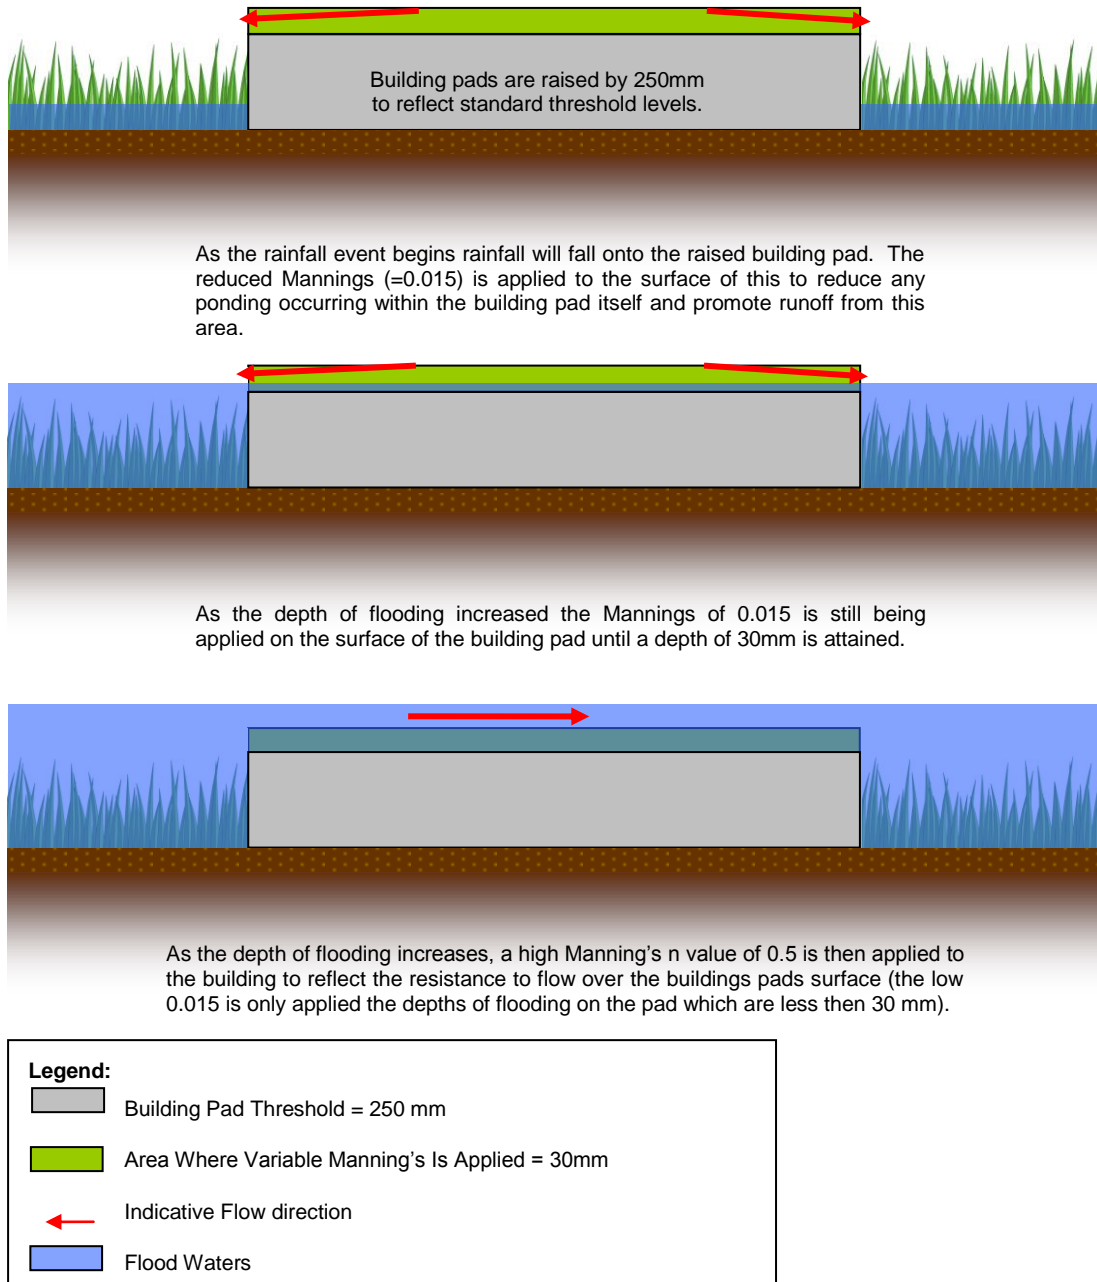 Building pads are raised by 250mm
to reflect standard threshold levels.
As the rainfall event begins rainfall will fall onto the raised building pad. The
reduced Mannings (=0.015) is applied to the surface of this to reduce any
ponding occurring within the building pad itself and promote runoff from this
area.
As the depth of flooding increased the Mannings of 0.015 is still being
applied on the surface of the building pad until a depth of 30mm is attained.
As the depth of flooding increases, a high Manning's n value of 0.5 is then applied to
the building to reflect the resistance to flow over the buildings pads surface (the low
0.015 is only applied the depths of flooding on the pad which are less then 30 mm).
Legend:
Building Pad Threshold = 250 mm
Area Where Variable Manning's Is Applied = 30mm
Indicative Flow direction
Flood Waters